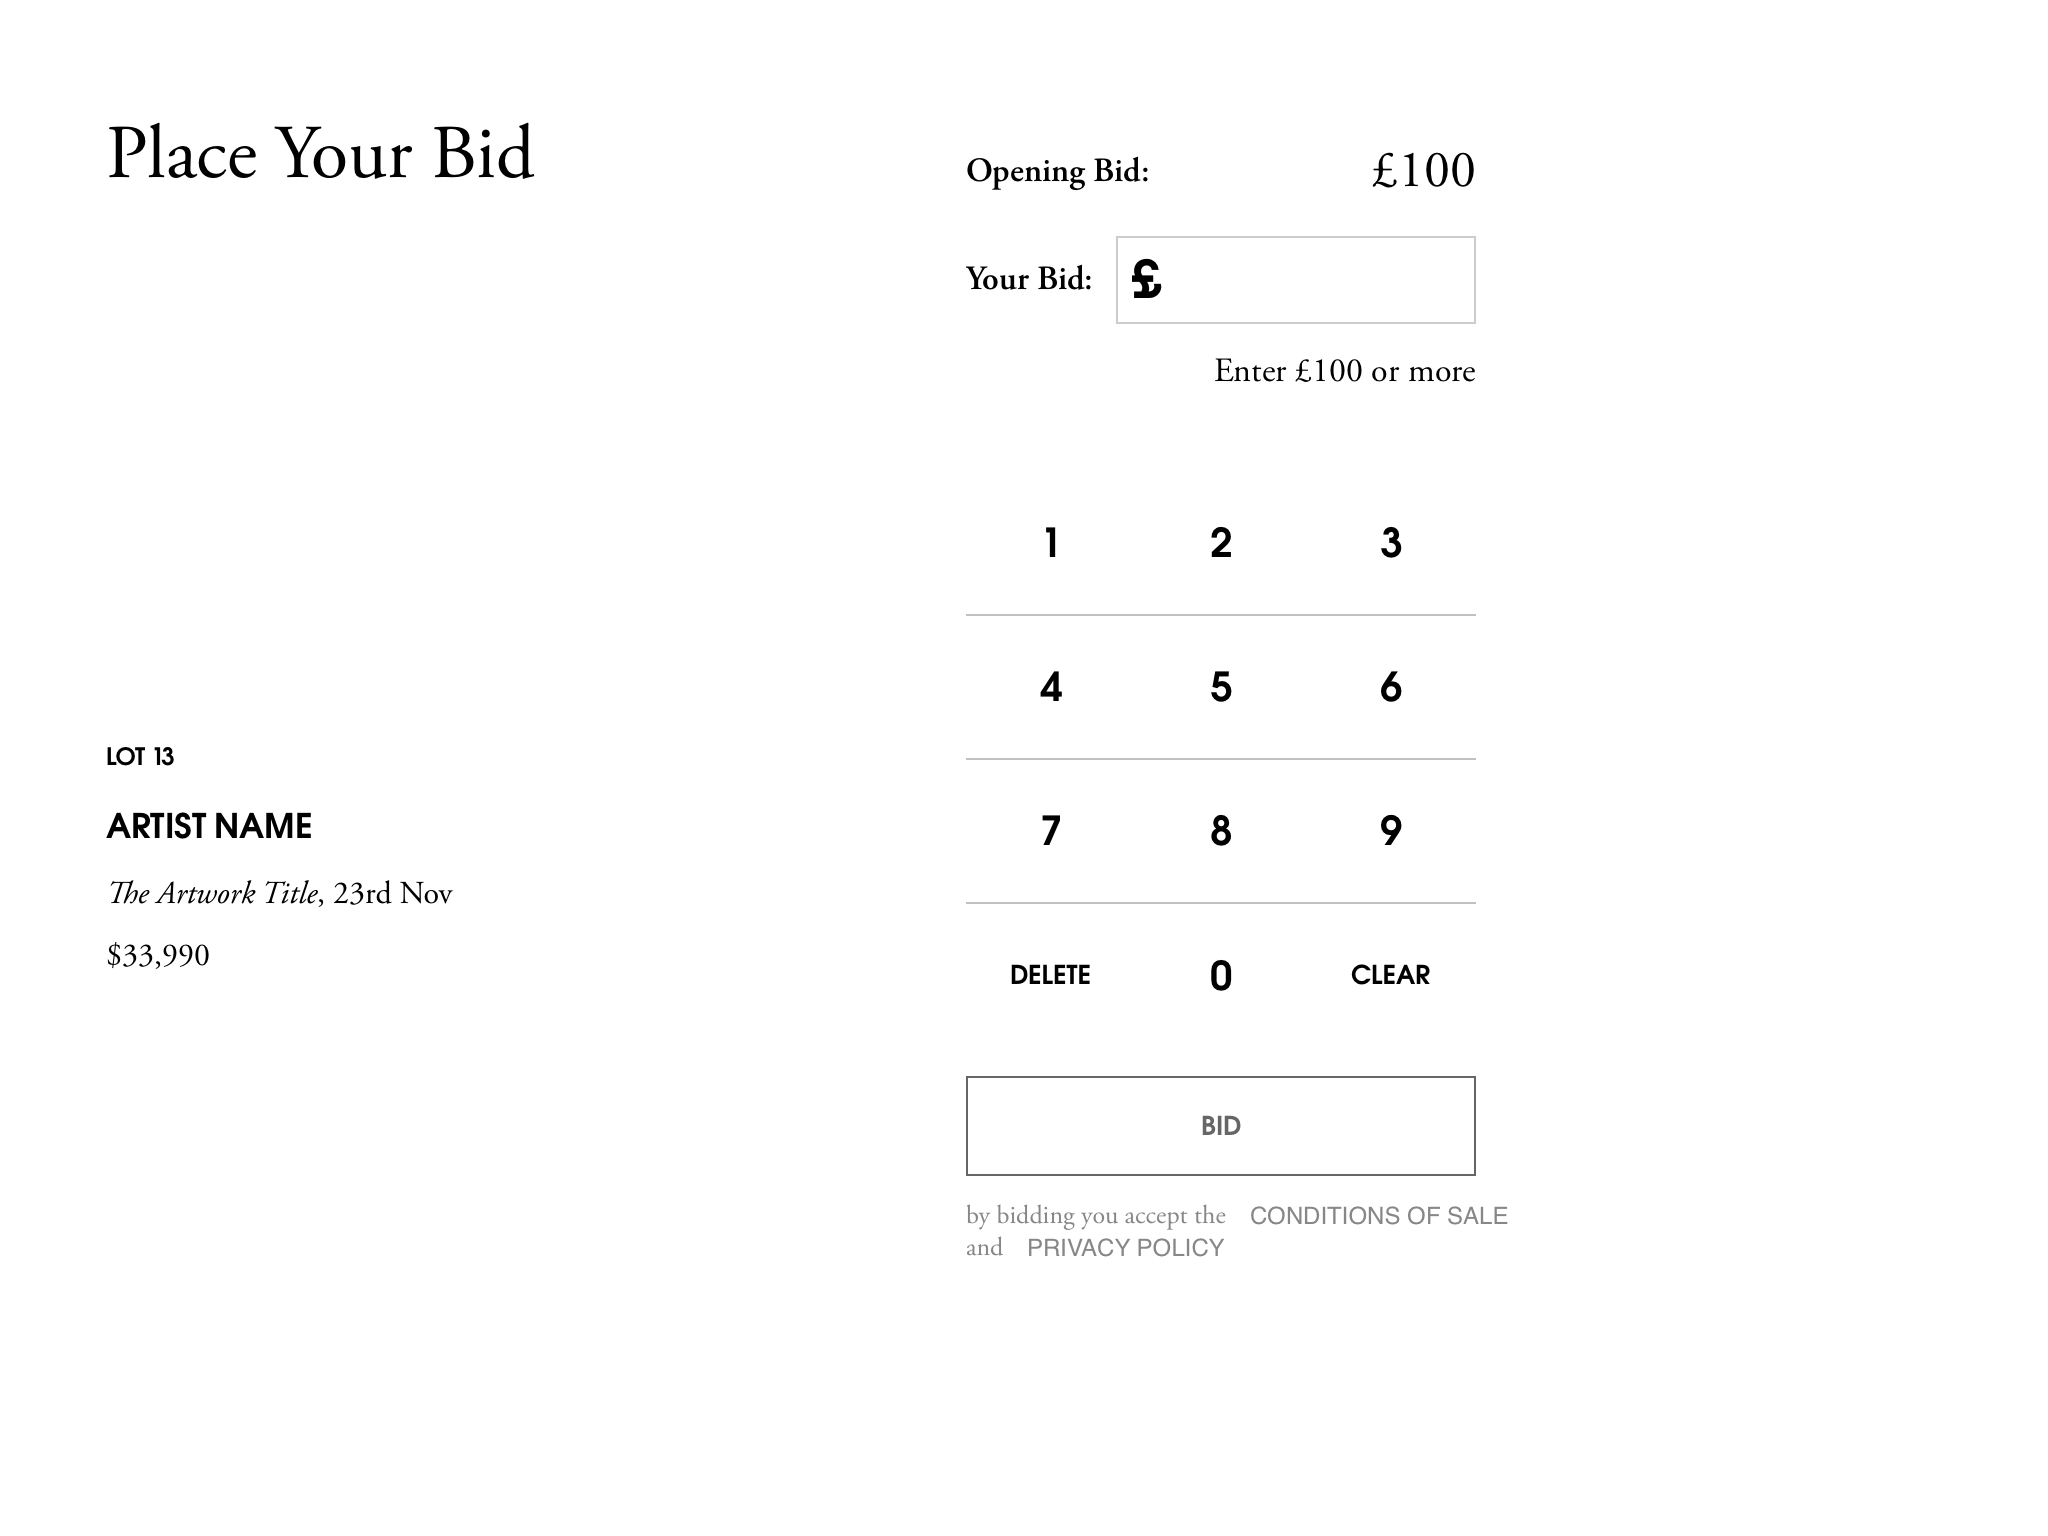 Place Your Bid
Opening Bid: £100
Your Bid: £
Enter £100 or more
1 2 3
4 5 6
7 8 9
DELETE 0 CLEAR
LOT 13
ARTIST NAME
The Artwork Title, 23rd Nov
$33,990
BID
by bidding you accept the CONDITIONS OF SALE
and PRIVACY POLICY